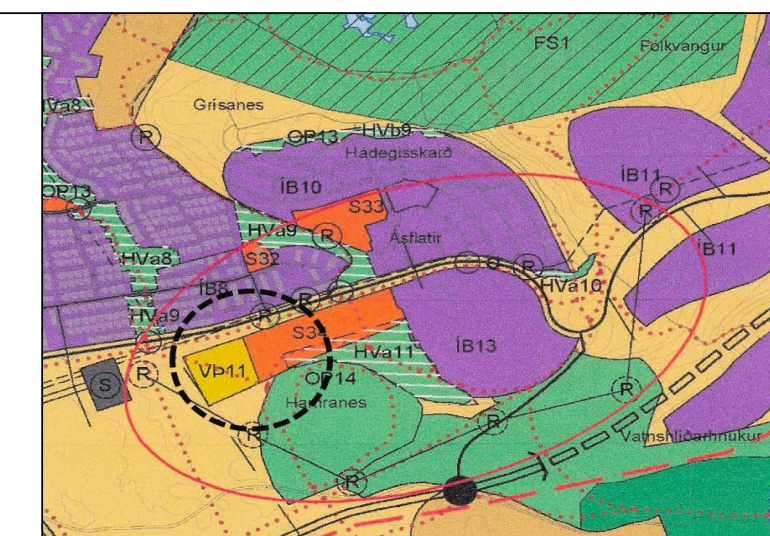 FS1
Fólkvangur
HVa8
Grísanes
R
OP13
HVb9
Hádegisskarð
ÍB10
ÍB11
R
OP13
S33
R
HVa9
R
Ásflatir
ÍB11
HVa8
S32
R
HVa10
ÍB8
R
HVa9
R
S34
ÍB13
HVa11
VÞ11
S
R
OP14
Hamranes
R
R
R
Vatnshlíðarhnúkur
R